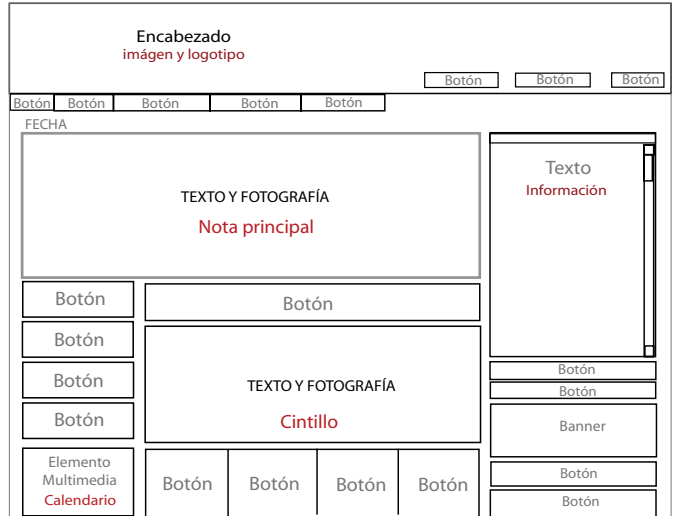 Encabezado
imágen y logotipo
Botón Botón Botón
Botón Botón Botón Botón Botón
FECHA
TEXTO Y FOTOGRAFÍA
Nota principal
Texto
Información
Botón
Botón
Botón
Botón
Botón
TEXTO Y FOTOGRAFÍA
Cintillo
Botón
Botón
Banner
Elemento
Multimedia
Calendario
Botón Botón Botón Botón
Botón
Botón